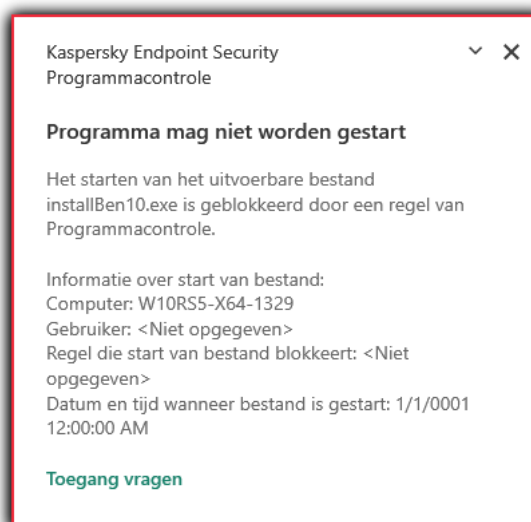 Kaspersky Endpoint Security
Programmacontrole
Programma mag niet worden gestart
Het starten van het uitvoerbare bestand
installBen10.exe is geblokkeerd door een regel van
Programmacontrole.
Informatie over start van bestand:
Computer: W10RS5-X64-1329
Gebruiker: <Niet opgegeven>
Regel die start van bestand blokkeert: <Niet
opgegeven>
Datum en tijd wanneer bestand is gestart: 1/1/0001
12:00:00 AM
Toegang vragen